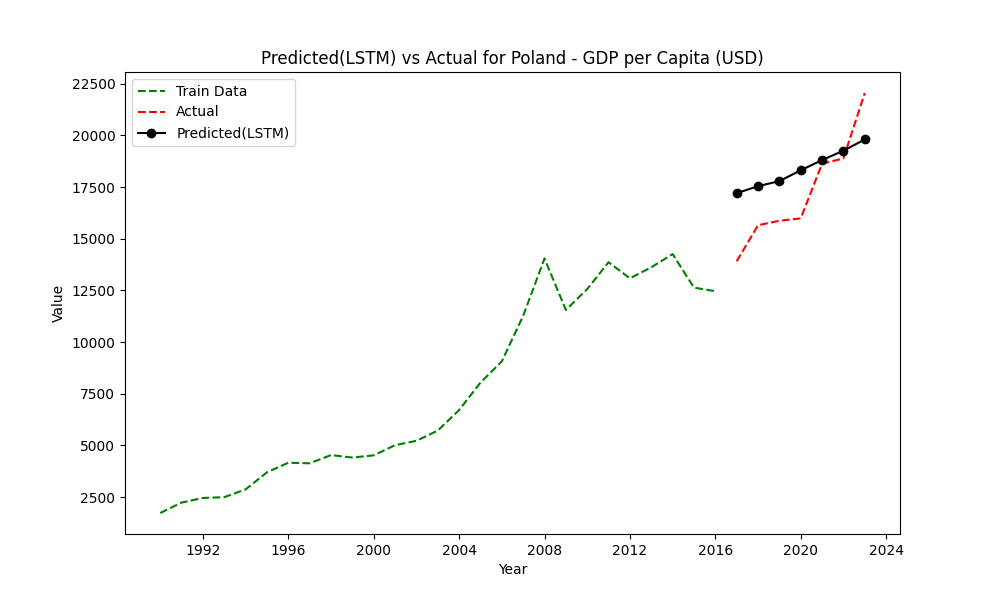 Predicted(LSTM) vs Actual for Poland - GDP per Capita (USD)
Train Data
Actual
Predicted(LSTM)
22500
20000
17500
15000
12500
10000
7500
5000
2500
Value
1992 1996 2000 2004 2008 2012 2016 2020 2024
Year